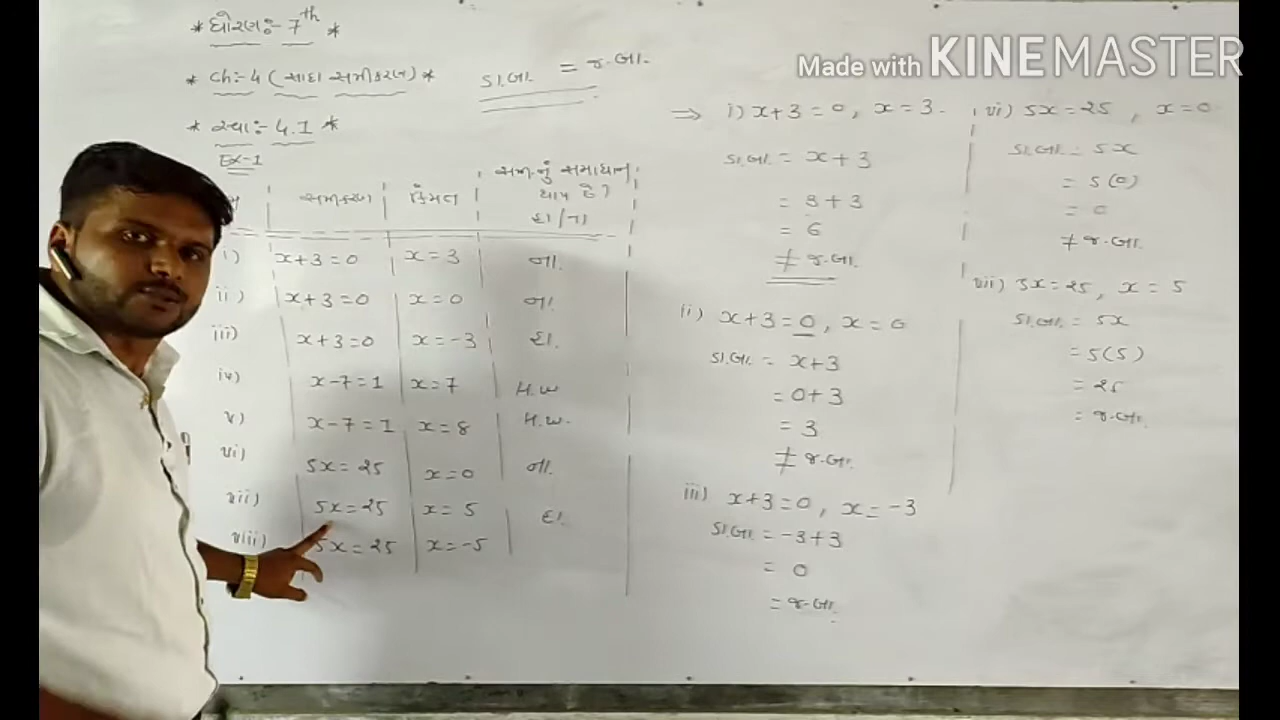 Made with KINEMASTER
* ધોરણ:- 7th *
* Ch:- 4 (સાદા સમીકરણ) *
ડા.બા. = જ.બા.
* સ્વા:- 4.1 *
Ex-1
સમીકરણ કિંમત સમ.નું સમાધાન થાય છે? હા/ના
i) x+3=0 x=3 ના.
ii) x+3=0 x=0 ના.
iii) x+3=0 x=-3 હા.
iv) x-7=1 x=7 H.W
v) x-7=1 x=8 H.W.
vi) 5x=25 x=0 ના.
vii) 5x=25 x=5 હા.
viii) 5x=25 x=-5
⇒ i) x+3=0, x=3.
ડા.બા. = x+3
= 3+3
= 6
≠ જ.બા.
ii) x+3=0, x=0
ડા.બા. = x+3
= 0+3
= 3
≠ જ.બા.
iii) x+3=0, x=-3
ડા.બા. = -3+3
= 0
= જ.બા.
vi) 5x=25, x=0
ડા.બા. = 5x
= 5(0)
= 0
≠ જ.બા.
vii) 5x=25, x=5
ડા.બા. = 5x
= 5(5)
= 25
= જ.બા.